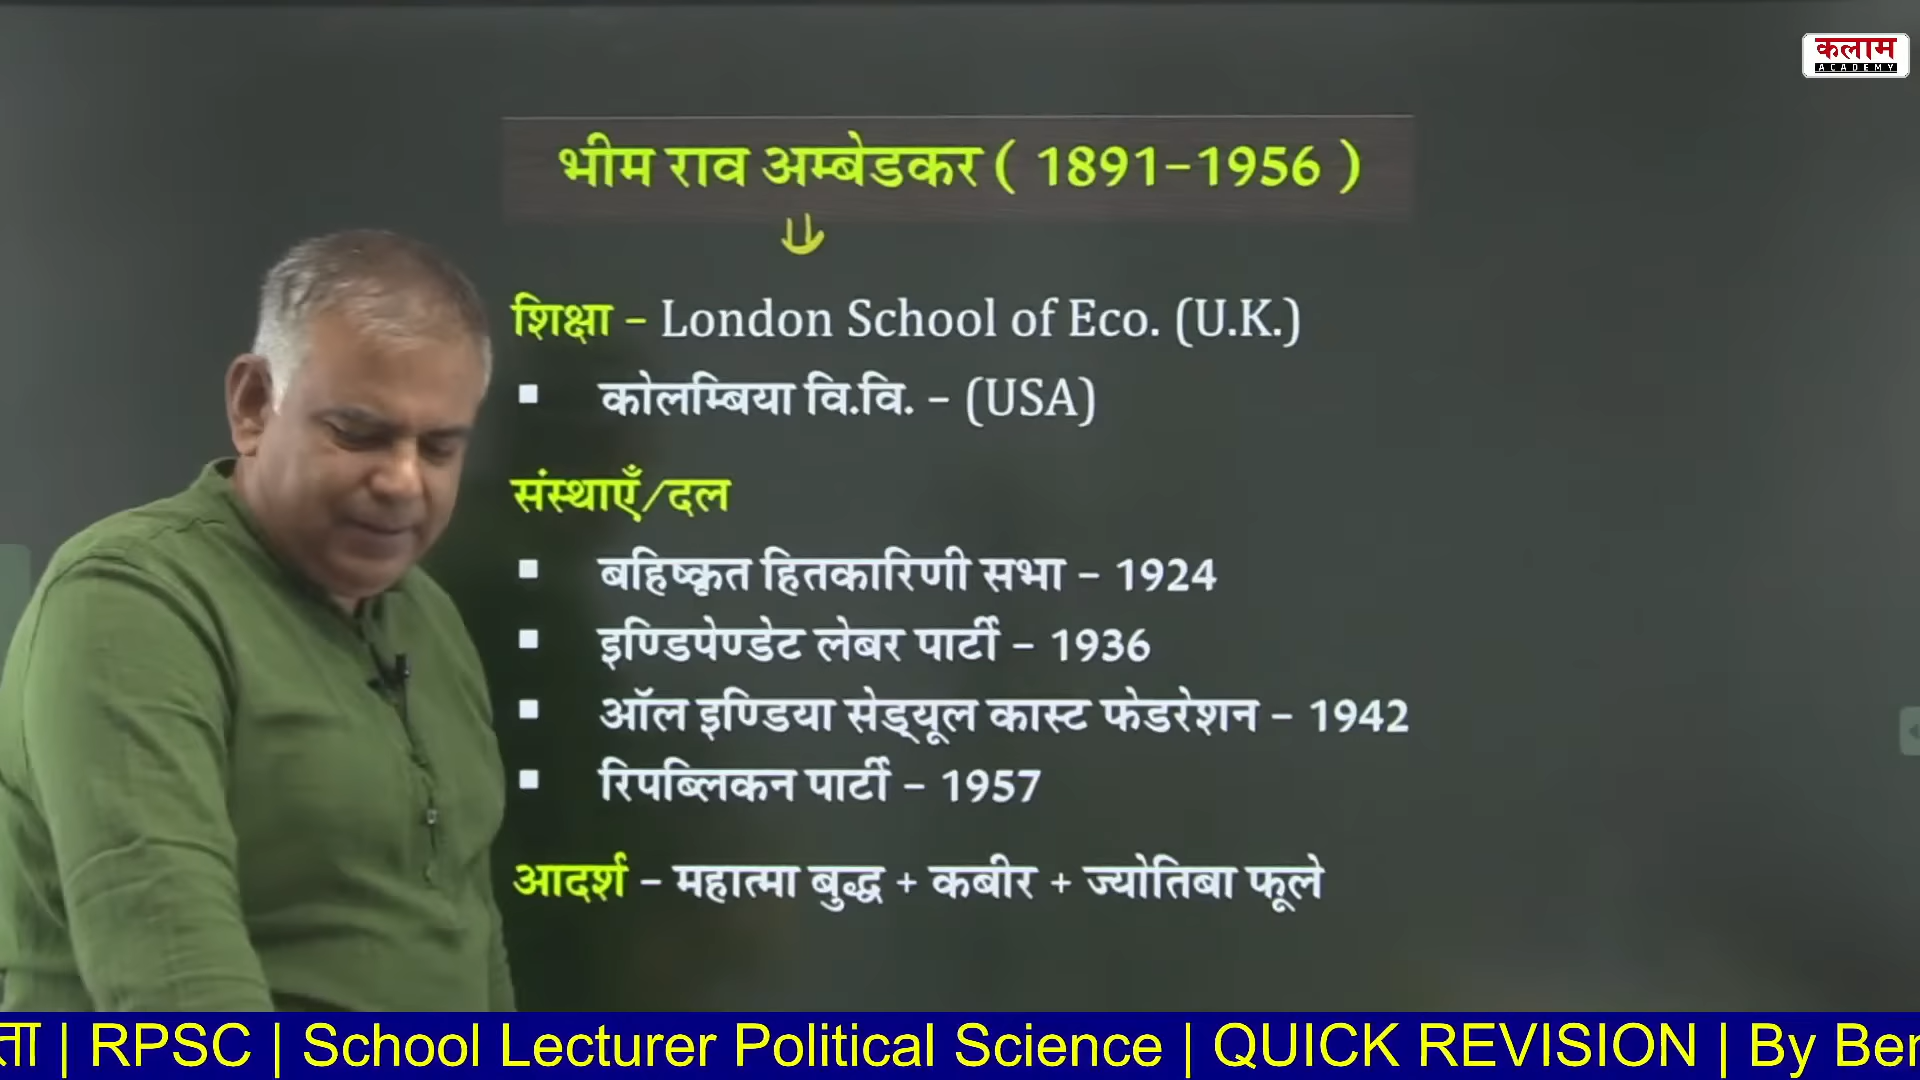 कलाम
ACADEMY
भीम राव अम्बेडकर ( 1891-1956 )
शिक्षा – London School of Eco. (U.K.)
▪ कोलम्बिया वि.वि. – (USA)
संस्थाएँ/दल
▪ बहिष्कृत हितकारिणी सभा – 1924
▪ इण्डिपेण्डेट लेबर पार्टी – 1936
▪ ऑल इण्डिया सेड्यूल कास्ट फेडरेशन – 1942
▪ रिपब्लिकन पार्टी – 1957
आदर्श – महात्मा बुद्ध + कबीर + ज्योतिबा फूले
| RPSC | School Lecturer Political Science | QUICK REVISION | By